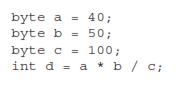 byte a = 40;
byte b = 50;
byte c = 100;
int d = a * b / c;